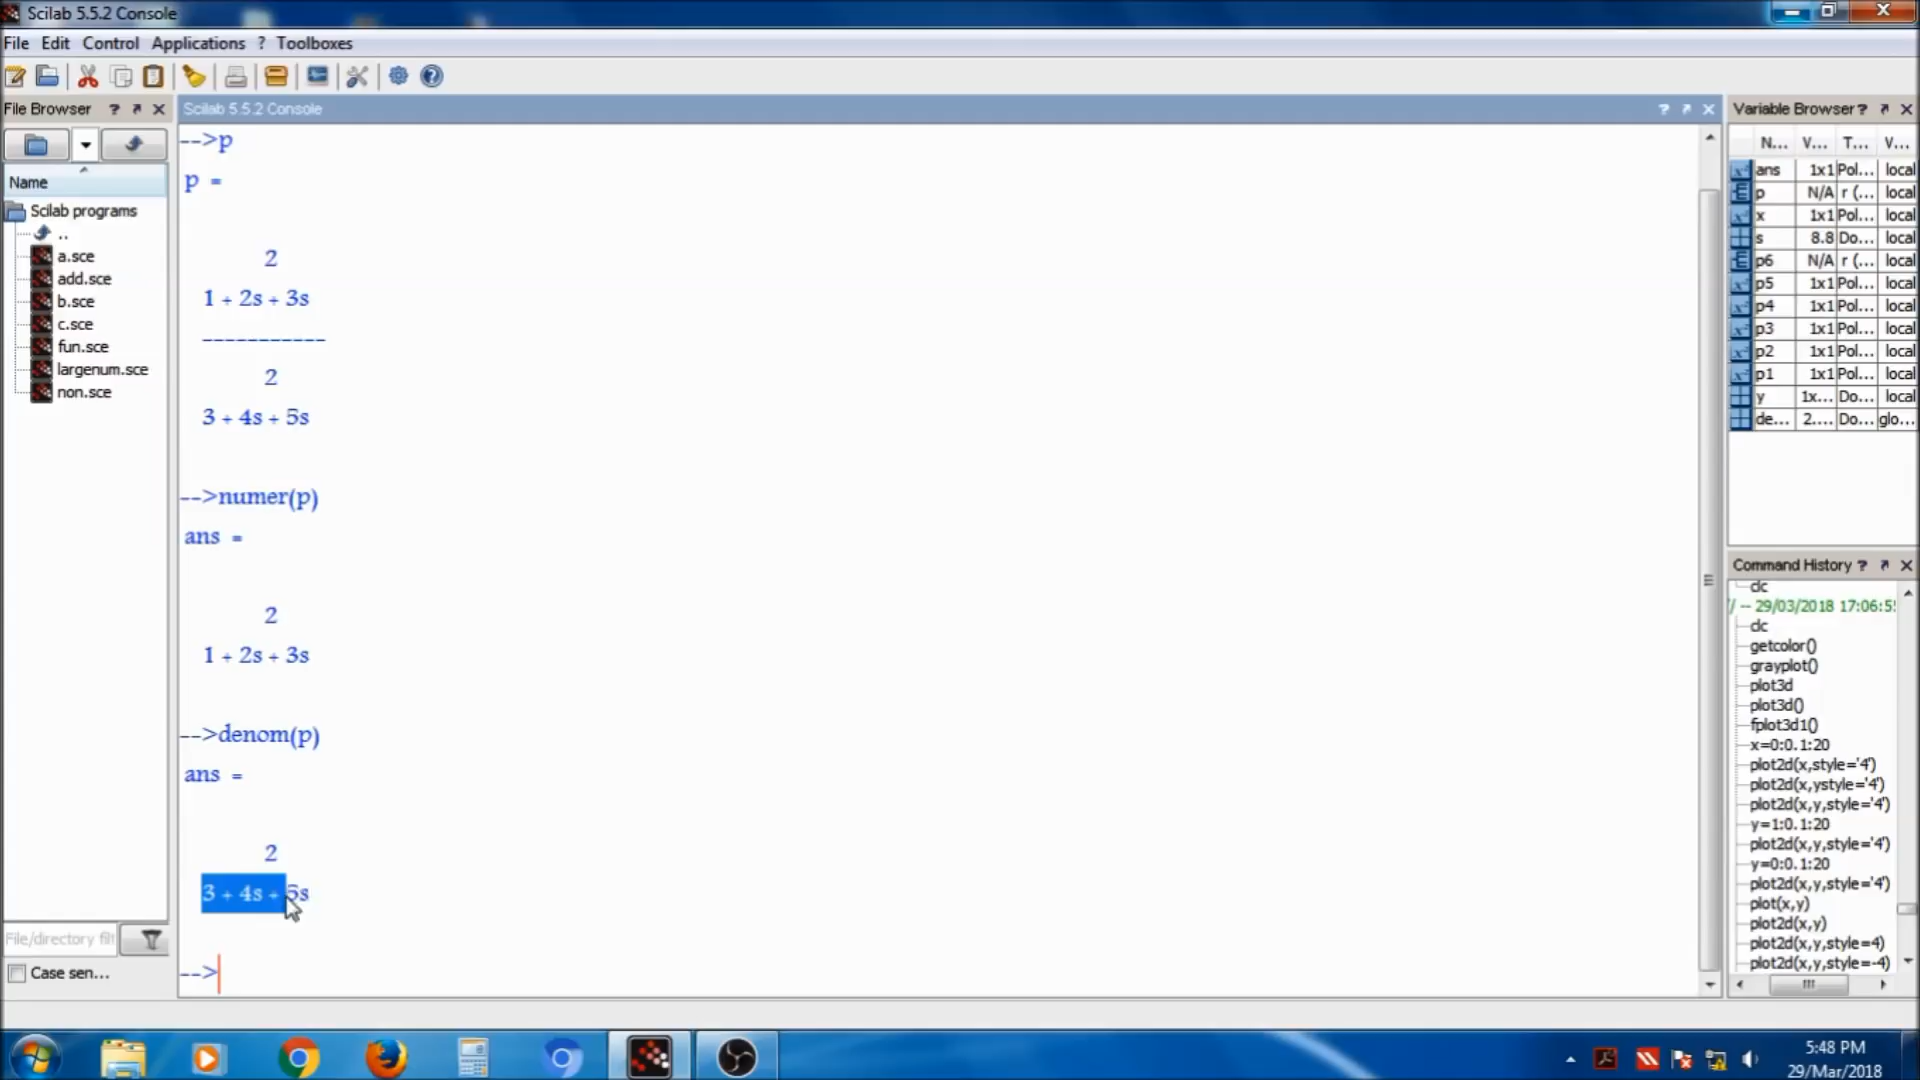 Scilab 5.5.2 Console
File Edit Control Applications ? Toolboxes
File Browser ?
Scilab 5.5.2 Console ?
Variable Browser ?
Name
Scilab programs
..
a.sce
add.sce
b.sce
c.sce
fun.sce
largenum.sce
non.sce
File/directory filt
Case sen...
-->p
p =
2
1 + 2s + 3s
-----------
2
3 + 4s + 5s
-->numer(p)
ans =
2
1 + 2s + 3s
-->denom(p)
ans =
2
3 + 4s + 5s
-->
N... V... T... V...
ans 1x1 Pol... local
p N/A r (... local
x 1x1 Pol... local
s 8.8 Do... local
p6 N/A r (... local
p5 1x1 Pol... local
p4 1x1 Pol... local
p3 1x1 Pol... local
p2 1x1 Pol... local
p1 1x1 Pol... local
y 1x... Do... local
de... 2.... Do... glo...
Command History ?
clc
// -- 29/03/2018 17:06:5
clc
getcolor()
grayplot()
plot3d
plot3d()
fplot3d1()
x=0:0.1:20
plot2d(x,style='4')
plot2d(x,ystyle='4')
plot2d(x,y,style='4')
y=1:0.1:20
plot2d(x,y,style='4')
y=0:0.1:20
plot2d(x,y,style='4')
plot(x,y)
plot2d(x,y)
plot2d(x,y,style=4)
plot2d(x,y,style=-4)
5:48 PM
29/Mar/2018